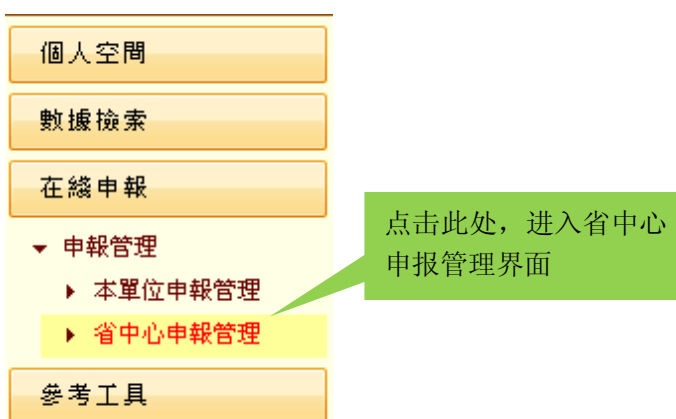 個人空間
數據撿索
在綫申報
申報管理
本單位申報管理
省中心申報管理
參考工具
点击此处，进入省中心
申报管理界面